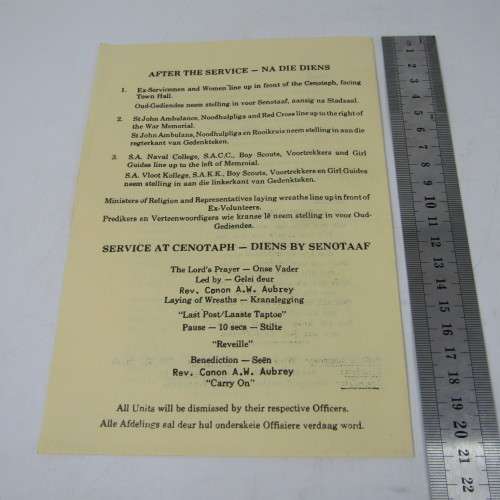 AFTER THE SERVICE — NA DIE DIENS
1. Ex-Servicemen and Women line up in front of the Cenotaph, facing
Town Hall.
Oud-Gediendes neem stelling in voor Senotaaf, aansig na Stadsaal.
2. St John Ambulance, Noodhulpliga and Red Cross line up to the right of
the War Memorial.
St John Ambulans, Noodhulpliga en Rooikruis neem stelling in aan die
regterkant van Gedenkteken.
3. S.A. Naval College, S.A.C.C., Boy Scouts, Voortrekkers and Girl
Guides line up to the left of Memorial.
S.A. Vloot Kollege, S.A.K.K., Boy Scouts, Voortrekkers en Girl Guides
neem stelling in aan die linkerkant van Gedenkteken.
Ministers of Religion and Representatives laying wreaths line up in front of
Ex-Volunteers.
Predikers en Verteenwoordigers wie kranse lê neem stelling in voor Oud-
Gediendes.
SERVICE AT CENOTAPH — DIENS BY SENOTAAF
The Lord's Prayer — Onse Vader
Led by — Gelei deur
Rev. Canon A.W. Aubrey
Laying of Wreaths — Kranslegging
"Last Post/Laaste Taptoe"
Pause — 10 secs — Stilte
"Reveille"
Benediction — Seën
Rev. Canon A.W. Aubrey
"Carry On"
All Units will be dismissed by their respective Officers.
Alle Afdelings sal deur hul onderskeie Offisiere verdaag word.
1
2
3
4
5
6
7
8
9
10
11
12
13
14
15
16
17
18
19
20
21
22